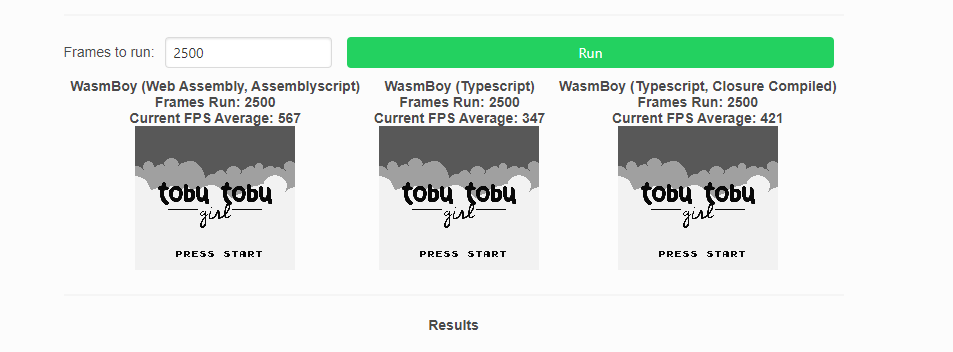 Frames to run: 2500 Run
WasmBoy (Web Assembly, Assemblyscript)
Frames Run: 2500
Current FPS Average: 567
tobu tobu
girl
PRESS START
WasmBoy (Typescript)
Frames Run: 2500
Current FPS Average: 347
tobu tobu
girl
PRESS START
WasmBoy (Typescript, Closure Compiled)
Frames Run: 2500
Current FPS Average: 421
tobu tobu
girl
PRESS START
Results